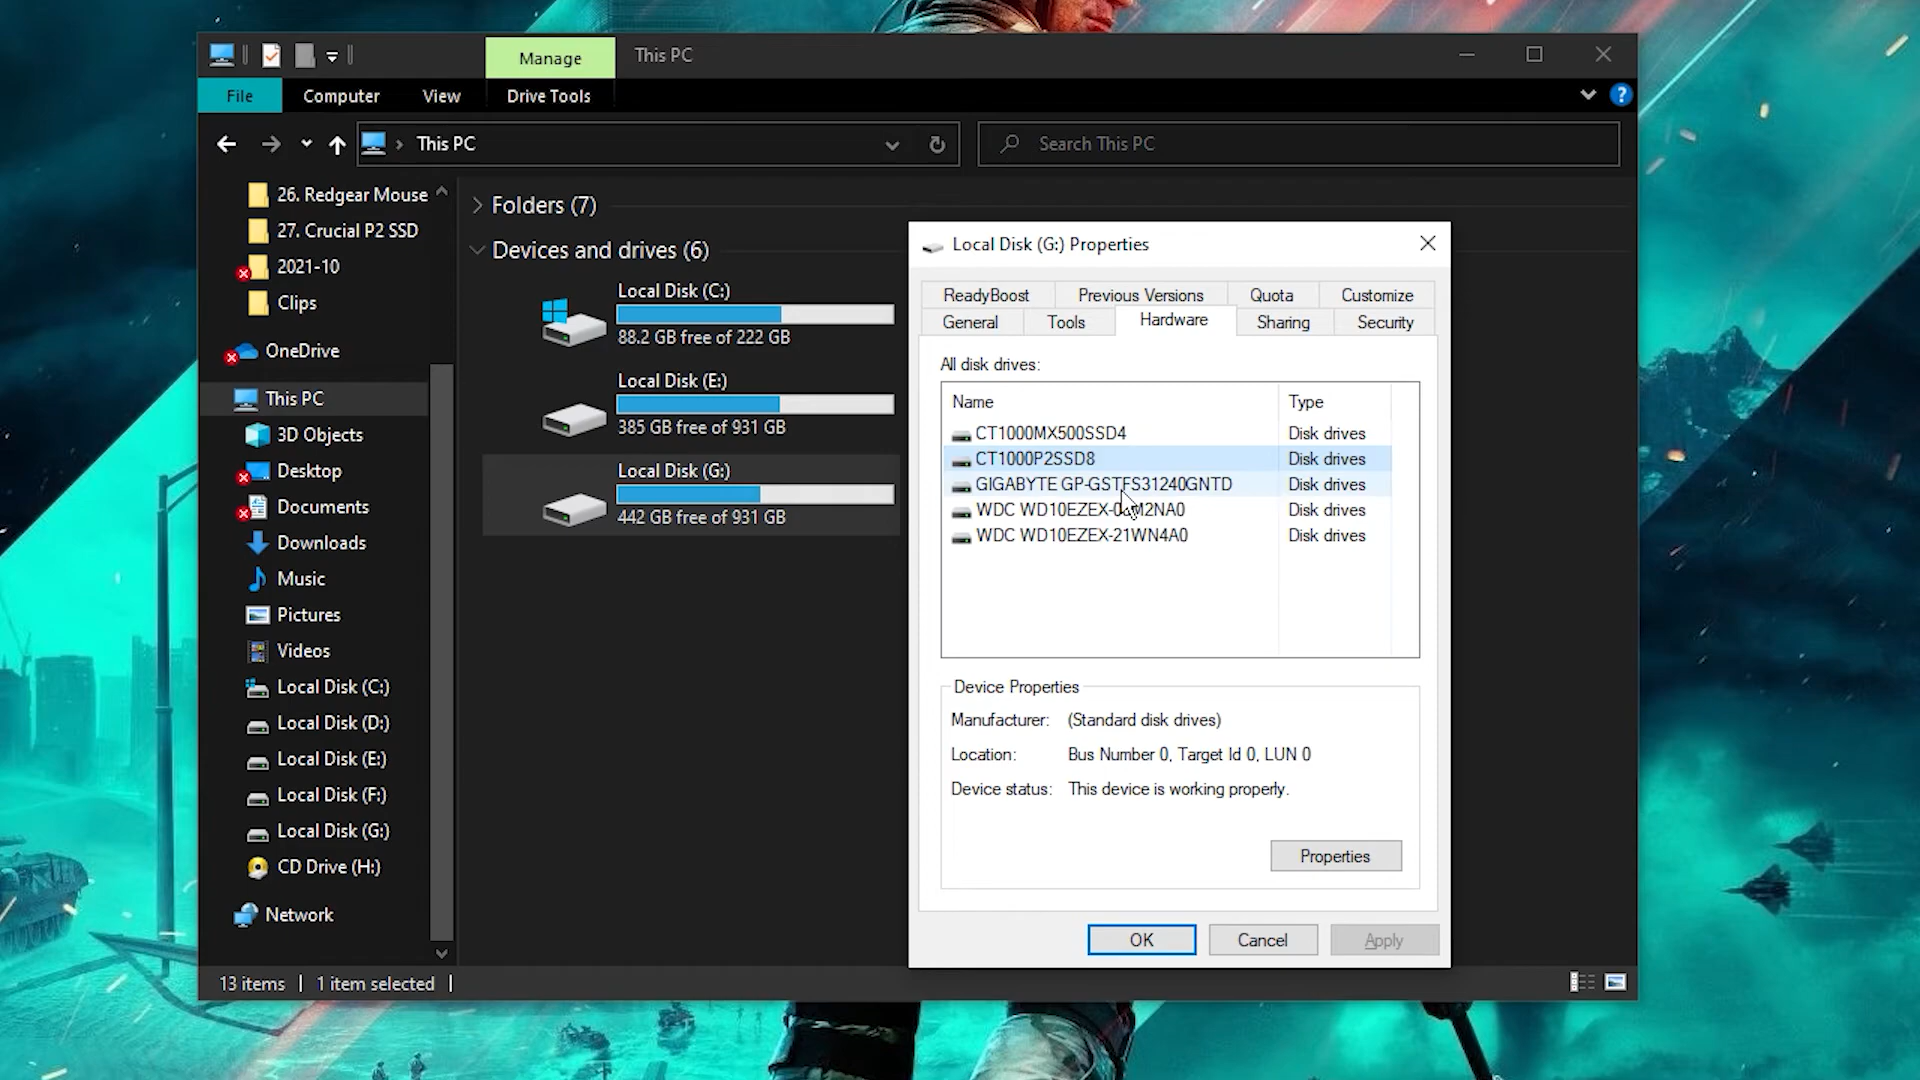 Manage
This PC
File
Computer
View
Drive Tools
?
This PC
Search This PC
26. Redgear Mouse
27. Crucial P2 SSD
2021-10
Clips
OneDrive
This PC
3D Objects
Desktop
Documents
Downloads
Music
Pictures
Videos
Local Disk (C:)
Local Disk (D:)
Local Disk (E:)
Local Disk (F:)
Local Disk (G:)
CD Drive (H:)
Network
Folders (7)
Devices and drives (6)
Local Disk (C:)
88.2 GB free of 222 GB
Local Disk (E:)
385 GB free of 931 GB
Local Disk (G:)
442 GB free of 931 GB
Local Disk (G:) Properties
ReadyBoost
Previous Versions
Quota
Customize
General
Tools
Hardware
Sharing
Security
All disk drives:
Name
Type
CT1000MX500SSD4
Disk drives
CT1000P2SSD8
Disk drives
GIGABYTE GP-GSTFS31240GNTD
Disk drives
WDC
Disk drives
WDC WD10EZEX-21WN4A0
Disk drives
Device Properties
Manufacturer: (Standard disk drives)
Location: Bus Number 0, Target Id 0, LUN 0
Device status: This device is working properly.
Properties
OK
Cancel
Apply
13 items
1 item selected